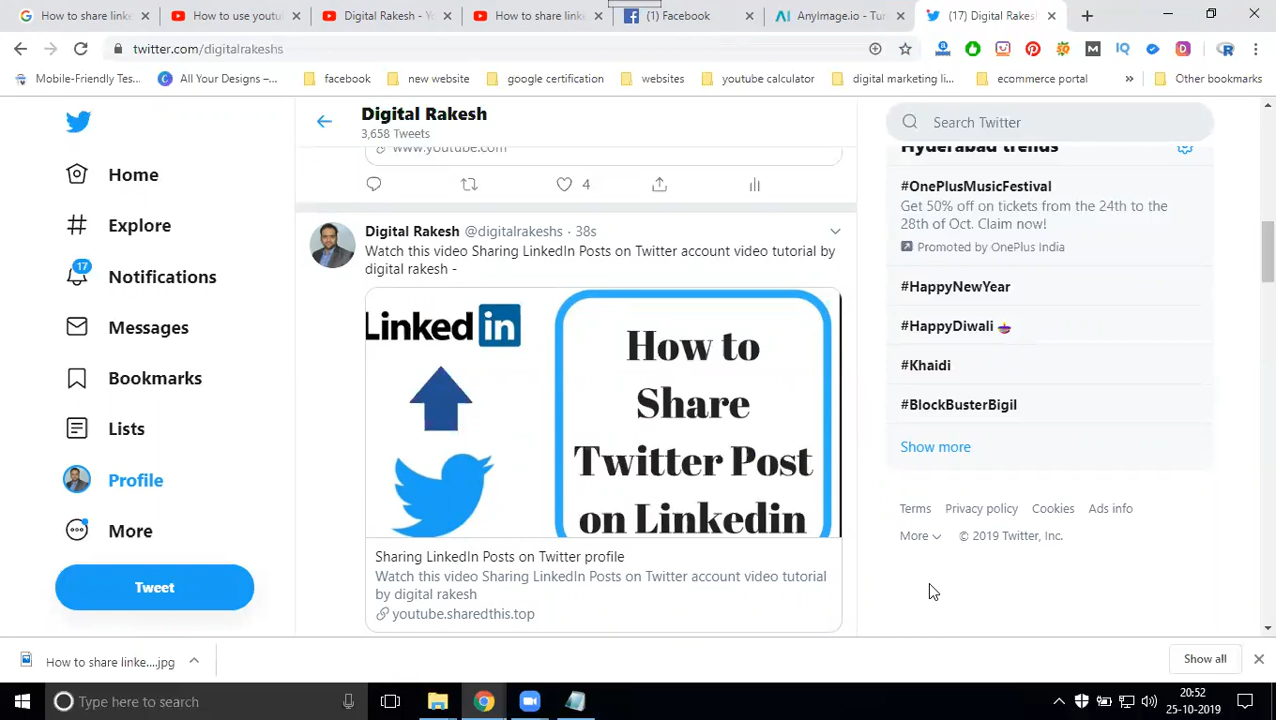 How to share linke
How to use youtu
Digital Rakesh - Yo
How to share linke
(1) Facebook
AnyImage.io - Tur
(17) Digital Rakesh
twitter.com/digitalrakeshs
Mobile-Friendly Tes...
All Your Designs –...
facebook
new website
google certification
websites
youtube calculator
digital marketing li...
ecommerce portal
»
Other bookmarks
Digital Rakesh
3,658 Tweets
Search Twitter
www.youtube.com
4
Hyderabad trends
#OnePlusMusicFestival
Get 50% off on tickets from the 24th to the
28th of Oct. Claim now!
Promoted by OnePlus India
#HappyNewYear
#HappyDiwali
#Khaidi
#BlockBusterBigil
Show more
Terms Privacy policy Cookies Ads info
More © 2019 Twitter, Inc.
Home
Explore
17
Notifications
Messages
Bookmarks
Lists
Profile
More
Tweet
Digital Rakesh @digitalrakeshs · 38s
Watch this video Sharing LinkedIn Posts on Twitter account video tutorial by
digital rakesh -
Linked in
How to
Share
Twitter Post
on Linkedin
Sharing LinkedIn Posts on Twitter profile
Watch this video Sharing LinkedIn Posts on Twitter account video tutorial
by digital rakesh
youtube.sharedthis.top
How to share linke....jpg
Show all
Type here to search
20:52
25-10-2019